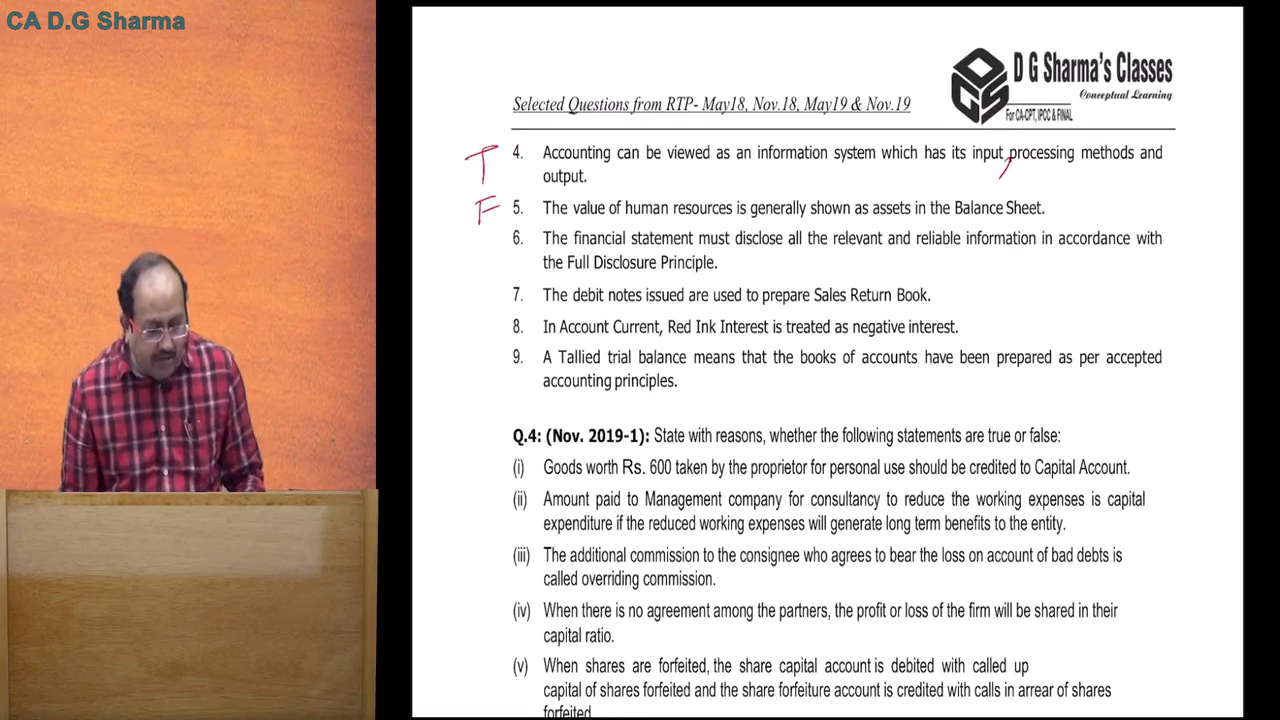 CA D.G Sharma
D G Sharma's Classes
Conceptual Learning
For CA-CPT, IPCC & FINAL
Selected Questions from RTP- May18, Nov.18, May19 & Nov.19
T 4. Accounting can be viewed as an information system which has its input, processing methods and
output.
F 5. The value of human resources is generally shown as assets in the Balance Sheet.
6. The financial statement must disclose all the relevant and reliable information in accordance with
the Full Disclosure Principle.
7. The debit notes issued are used to prepare Sales Return Book.
8. In Account Current, Red Ink Interest is treated as negative interest.
9. A Tallied trial balance means that the books of accounts have been prepared as per accepted
accounting principles.
Q.4: (Nov. 2019-1): State with reasons, whether the following statements are true or false:
(i) Goods worth Rs. 600 taken by the proprietor for personal use should be credited to Capital Account.
(ii) Amount paid to Management company for consultancy to reduce the working expenses is capital
expenditure if the reduced working expenses will generate long term benefits to the entity.
(iii) The additional commission to the consignee who agrees to bear the loss on account of bad debts is
called overriding commission.
(iv) When there is no agreement among the partners, the profit or loss of the firm will be shared in their
capital ratio.
(v) When shares are forfeited, the share capital account is debited with called up
capital of shares forfeited and the share forfeiture account is credited with calls in arrear of shares
forfeited